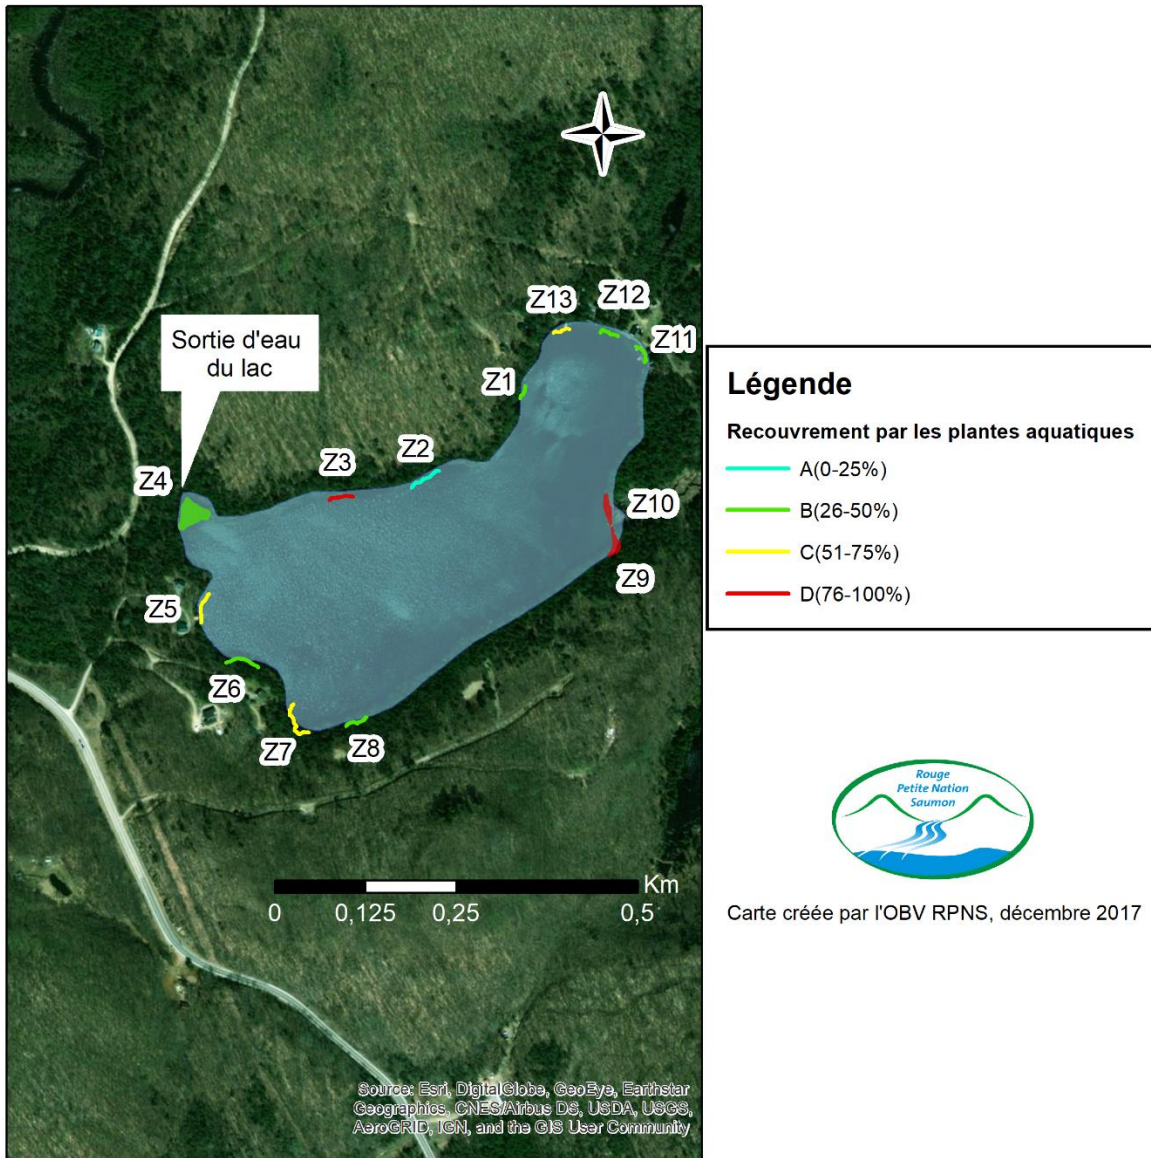 Z13
Z12
Z11
Sortie d'eau
du lac
Z1
Z2
Z3
Z4
Z10
Z9
Z5
Z6
Z7
Z8
Km
0
0,125
0,25
0,5
Source: Esri, DigitalGlobe, GeoEye, Earthstar
Geographics, CNES/Airbus DS, USDA, USGS,
AeroGRID, IGN, and the GIS User Community
Légende
Recouvrement par les plantes aquatiques
A(0-25%)
B(26-50%)
C(51-75%)
D(76-100%)
Rouge
Petite Nation
Saumon
Carte créée par l'OBV RPNS, décembre 2017